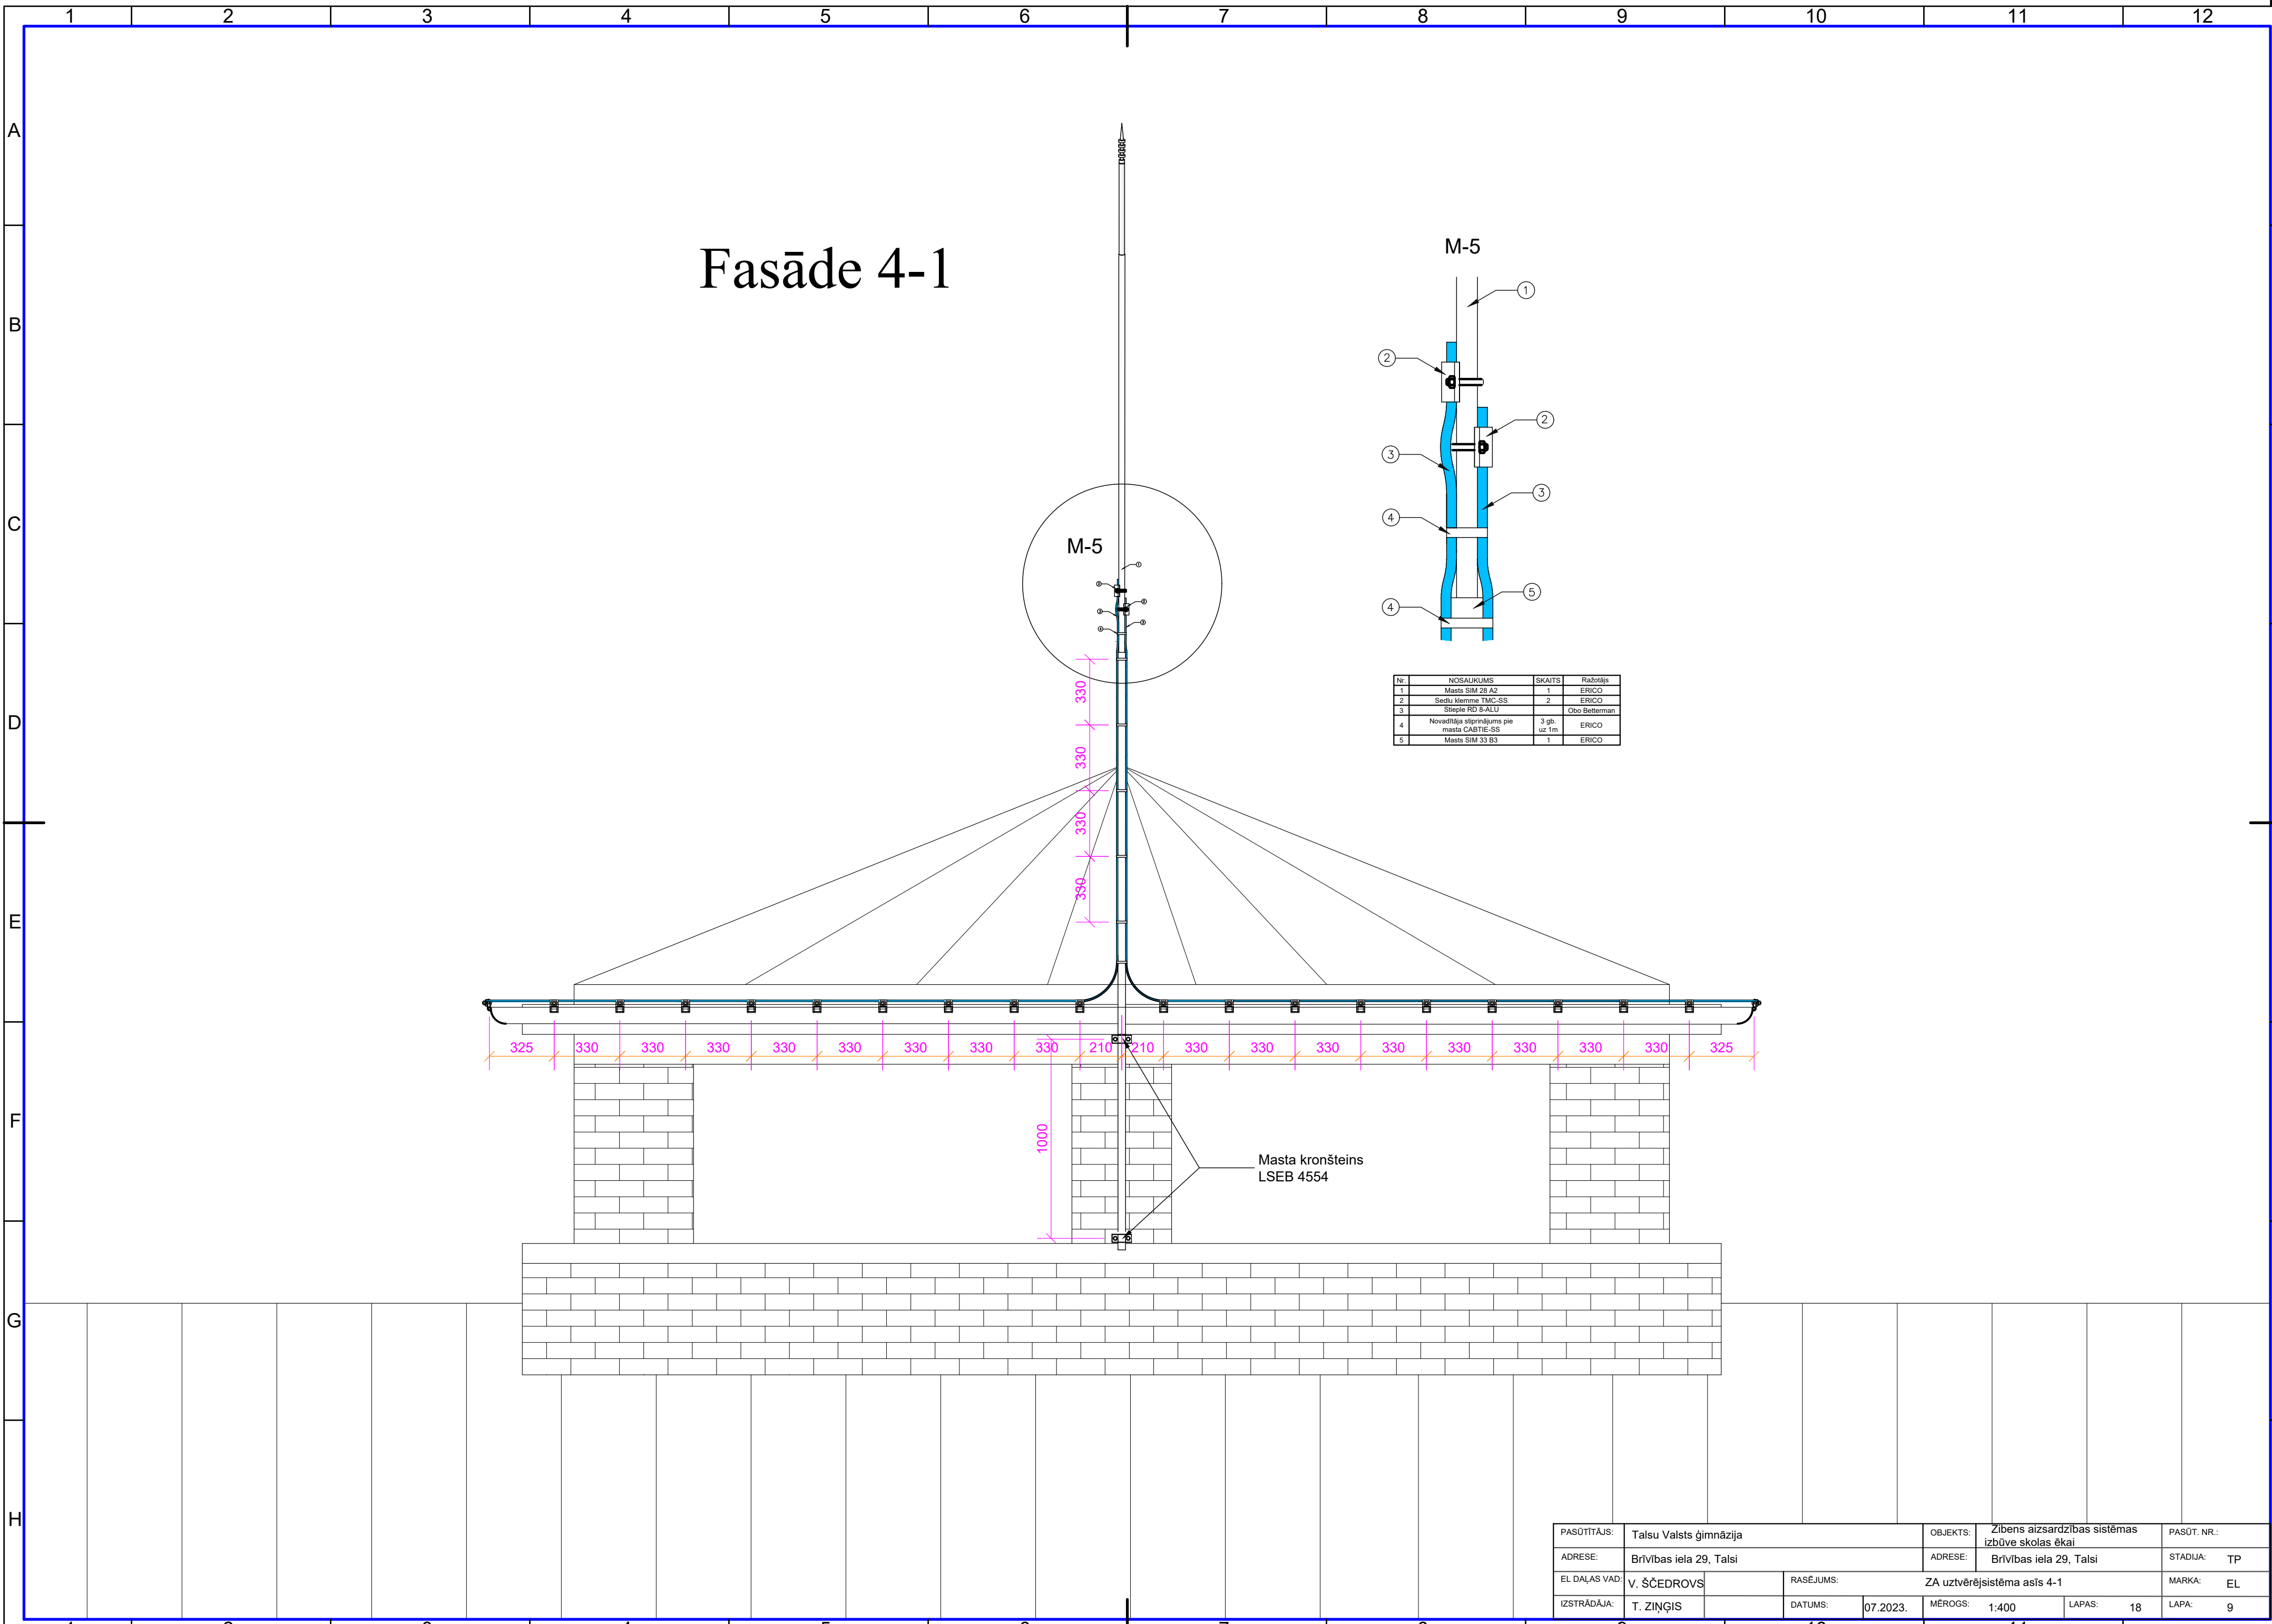 1 2 3 4 5 6 7 8 9 10 11 12
A
B
C
D
E
F
G
H
Fasāde 4-1
M-5
1
2
2
3
3
4
5
4
M-5
1
2
2
3
3
4
Nr. NOSAUKUMS SKAITS Ražotājs
1 Masts SIM 28 A2 1 ERICO
2 Sedlu klemme TMC-SS 2 ERICO
3 Stieple RD 8-ALU Obo Betterman
4 Novadītāja stiprinājums pie masta CABTIE-SS 3 gb. uz 1m ERICO
5 Masts SIM 33 B3 1 ERICO
330
330
330
330
325 330 330 330 330 330 330 330 330 210 210 330 330 330 330 330 330 330 330 325
1000
Masta kronšteins
LSEB 4554
PASŪTĪTĀJS: Talsu Valsts ģimnāzija OBJEKTS: Zibens aizsardzības sistēmas izbūve skolas ēkai PASŪT. NR.:
ADRESE: Brīvības iela 29, Talsi ADRESE: Brīvības iela 29, Talsi STADIJA: TP
EL DAĻAS VAD: V. ŠČEDROVS RASĒJUMS: ZA uztvērējsistēma asīs 4-1 MARKA: EL
IZSTRĀDĀJA: T. ZIŅĢIS DATUMS: 07.2023. MĒROGS: 1:400 LAPAS: 18 LAPA: 9